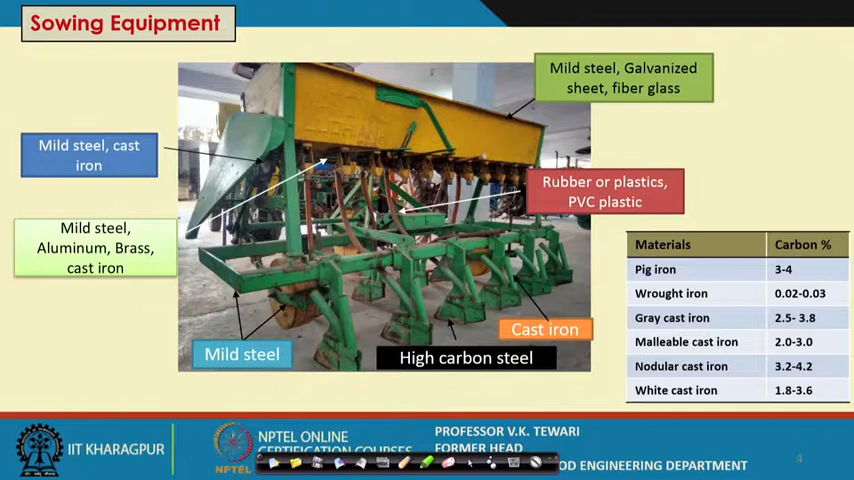 Sowing Equipment
Mild steel, Galvanized
sheet, fiber glass
Mild steel, cast
iron
Rubber or plastics,
PVC plastic
Mild steel,
Aluminum, Brass,
cast iron
Cast iron
Mild steel
High carbon steel
Materials Carbon %
Pig iron 3-4
Wrought iron 0.02-0.03
Gray cast iron 2.5- 3.8
Malleable cast iron 2.0-3.0
Nodular cast iron 3.2-4.2
White cast iron 1.8-3.6
IIT KHARAGPUR
NPTEL
NPTEL ONLINE
CERTIFICATION COURSES
PROFESSOR V.K. TEWARI
FORMER HEAD
OD ENGINEERING DEPARTMENT
4